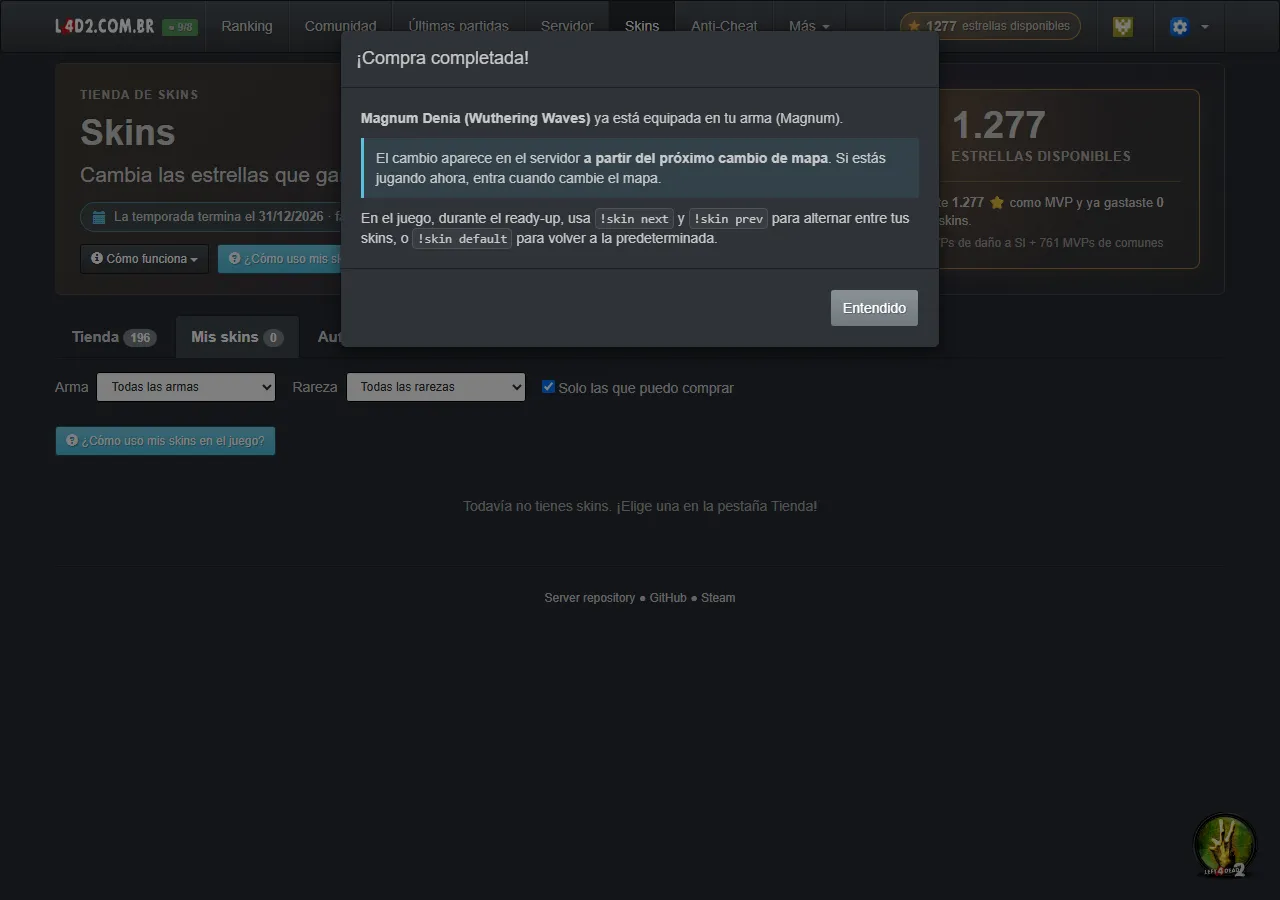 L4D2.COM.BR
9/8
Ranking
Comunidad
Últimas partidas
Servidor
Skins
Anti-Cheat
Más
1277 estrellas disponibles
¡Compra completada!
Magnum Denia (Wuthering Waves) ya está equipada en tu arma (Magnum).
El cambio aparece en el servidor a partir del próximo cambio de mapa. Si estás
jugando ahora, entra cuando cambie el mapa.
En el juego, durante el ready-up, usa !skin next y !skin prev para alternar entre tus
skins, o !skin default para volver a la predeterminada.
Entendido
TIENDA DE SKINS
Skins
Cambia las estrellas que
La temporada termina el 31/12/2026 ·
Cómo funciona
¿Cómo uso mis
1.277
ESTRELLAS DISPONIBLES
1.277 como MVP y ya gastaste 0
skins.
de daño a SI + 761 MVPs de comunes
Tienda 196
Mis skins 0
Arma Todas las armas
Rareza Todas las rarezas
Solo las que puedo comprar
¿Cómo uso mis skins en el juego?
Todavía no tienes skins. ¡Elige una en la pestaña Tienda!
Server repository ● GitHub ● Steam
LEFT 4 DEAD 2